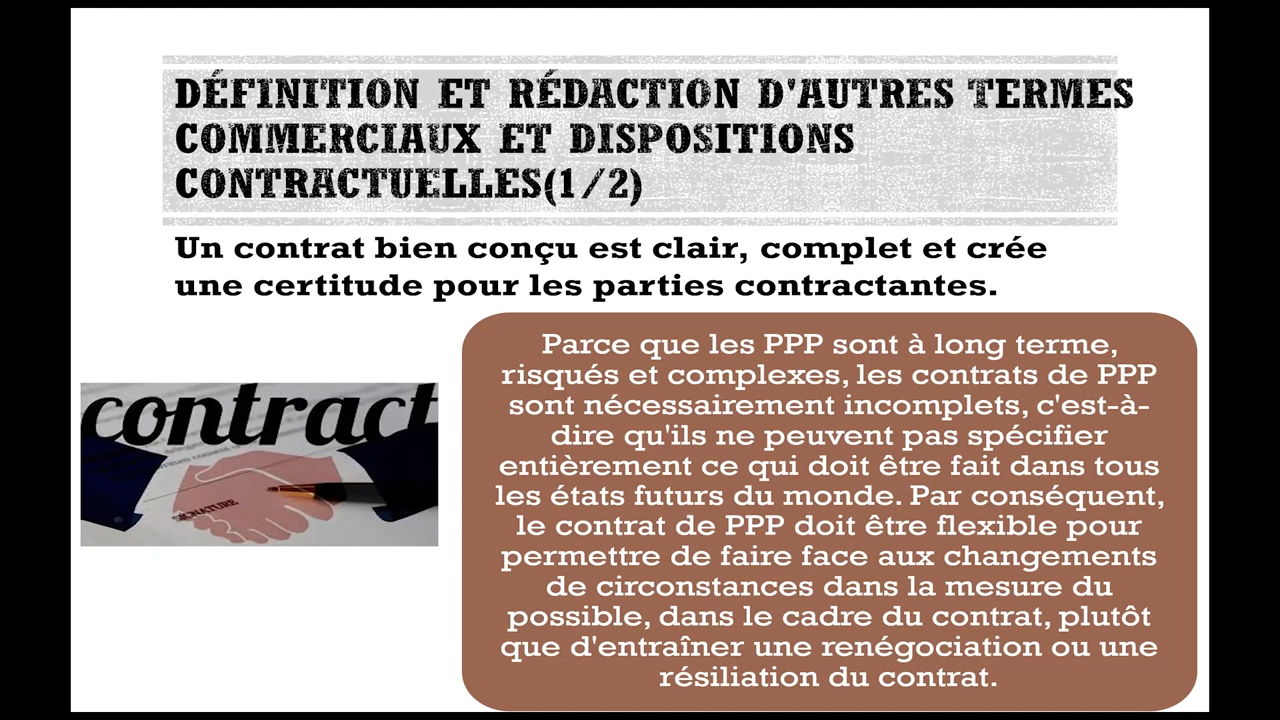 DÉFINITION ET RÉDACTION D'AUTRES TERMES
COMMERCIAUX ET DISPOSITIONS
CONTRACTUELLES(1/2)
Un contrat bien conçu est clair, complet et crée
une certitude pour les parties contractantes.
contract
SIGNATURE
Parce que les PPP sont à long terme,
risqués et complexes, les contrats de PPP
sont nécessairement incomplets, c'est-à-
dire qu'ils ne peuvent pas spécifier
entièrement ce qui doit être fait dans tous
les états futurs du monde. Par conséquent,
le contrat de PPP doit être flexible pour
permettre de faire face aux changements
de circonstances dans la mesure du
possible, dans le cadre du contrat, plutôt
que d'entraîner une renégociation ou une
résiliation du contrat.